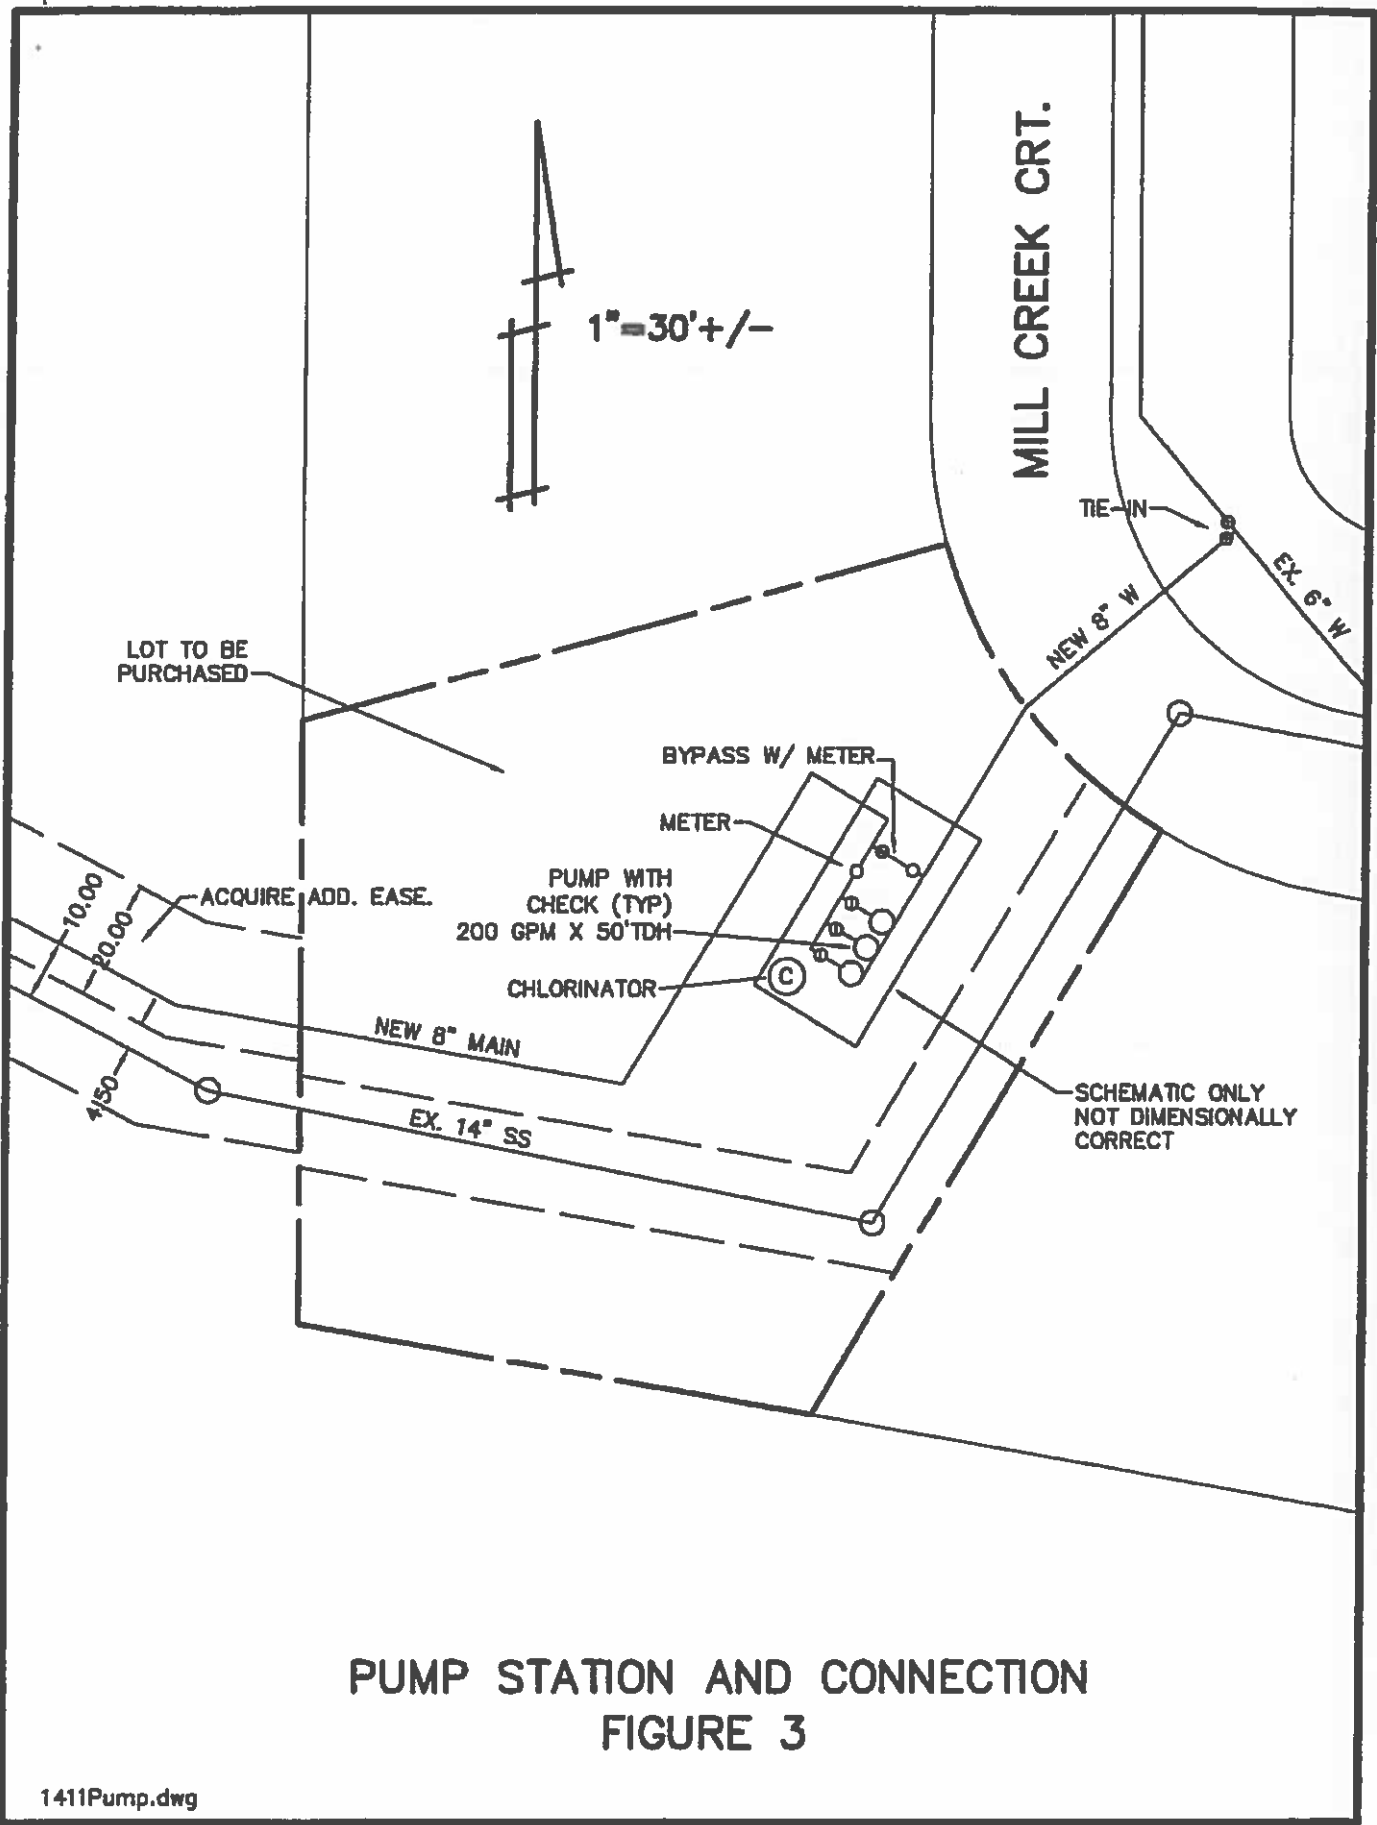 MILL CREEK CRT.
1"=30'+/-
TIE-IN
EX. 6" W
NEW 8" W
LOT TO BE
PURCHASED
BYPASS W/ METER
METER
PUMP WITH
CHECK (TYP)
200 GPM X 50'TDH
CHLORINATOR
C
10.00
20.00
ACQUIRE ADD. EASE.
4.50
NEW 8" MAIN
EX. 14" SS
SCHEMATIC ONLY
NOT DIMENSIONALLY
CORRECT
PUMP STATION AND CONNECTION
FIGURE 3
1411Pump.dwg